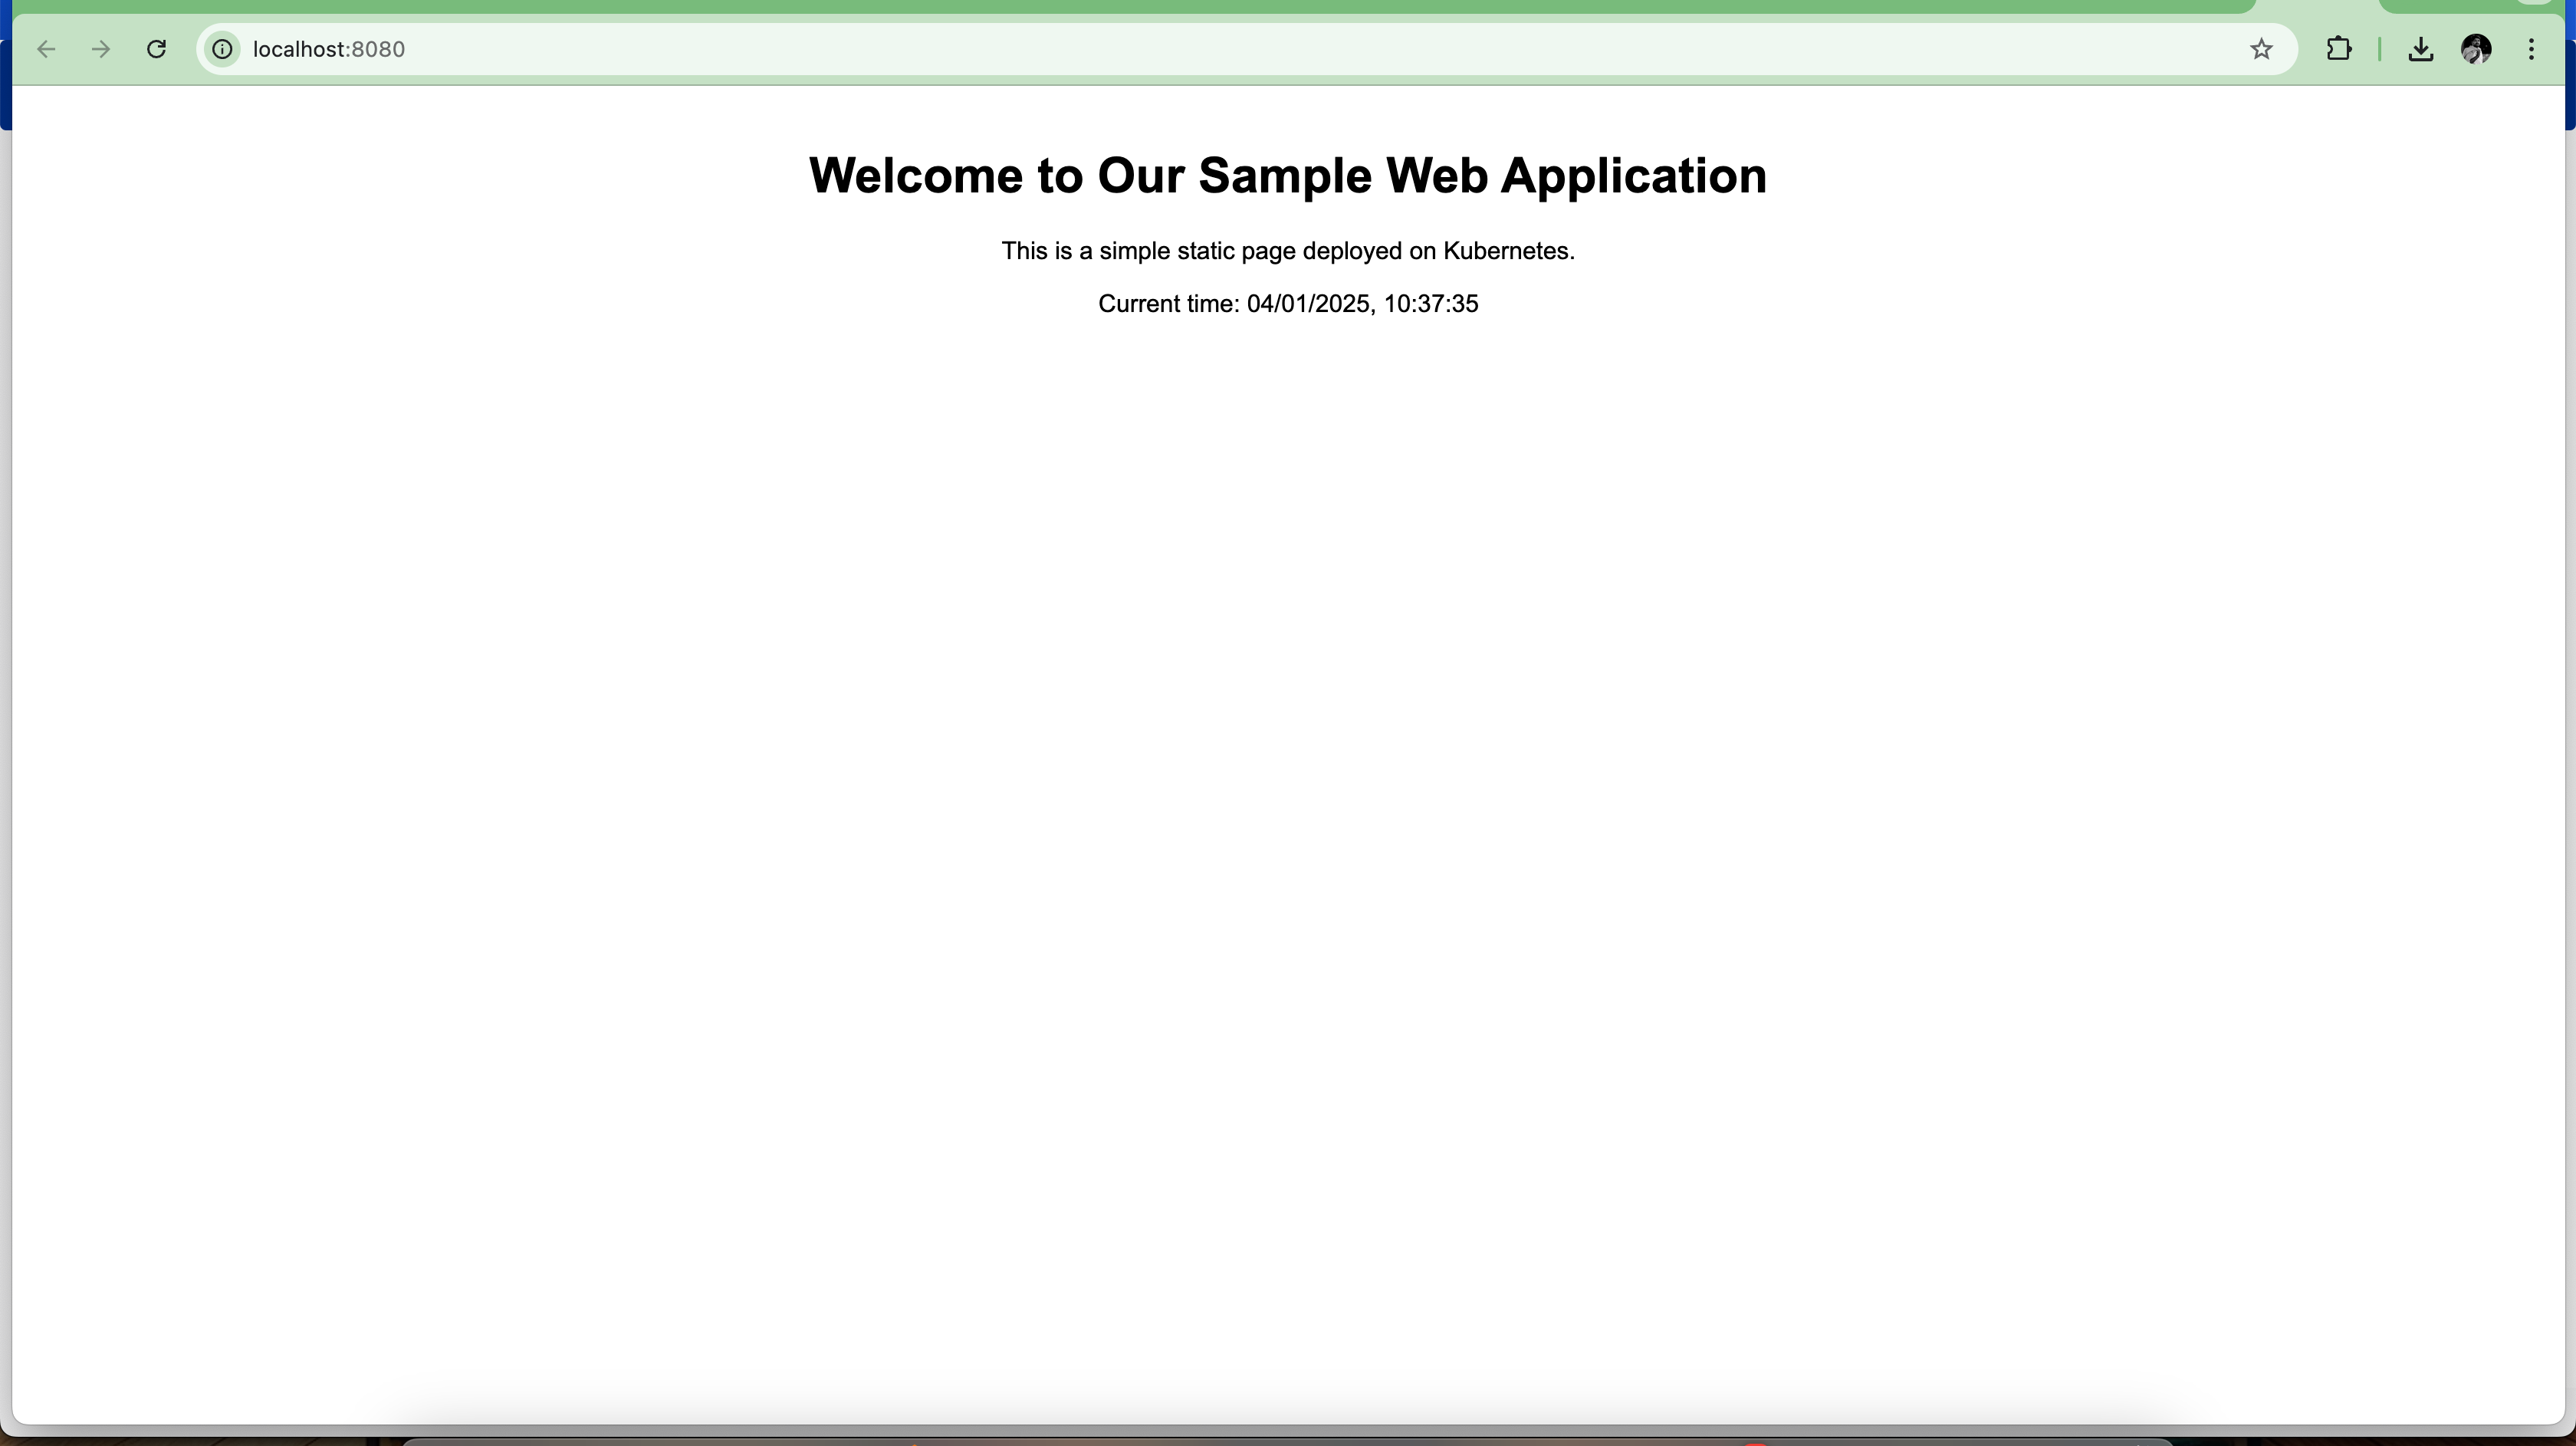 localhost:8080
Welcome to Our Sample Web Application
This is a simple static page deployed on Kubernetes.
Current time: 04/01/2025, 10:37:35